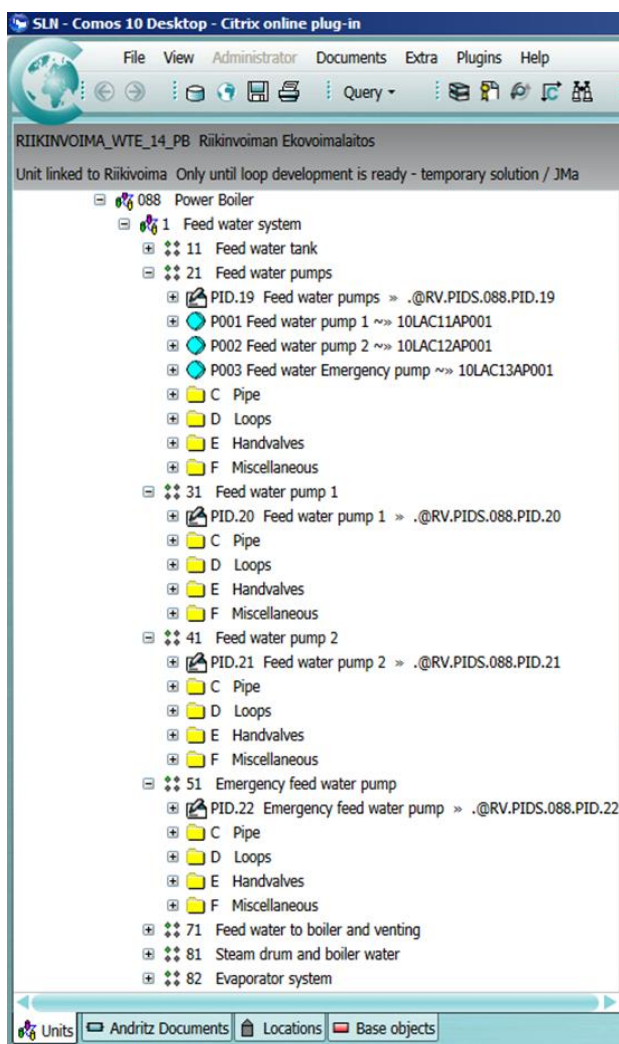 SLN - Comos 10 Desktop - Citrix online plug-in
File View Administrator Documents Extra Plugins Help
Query
RIIKINVOIMA_WTE_14_PB Riikinvoiman Ekovoimalaitos
Unit linked to Riikivoima Only until loop development is ready - temporary solution / JMa
088 Power Boiler
1 Feed water system
11 Feed water tank
21 Feed water pumps
PID.19 Feed water pumps » .@RV.PIDS.088.PID.19
P001 Feed water pump 1 ~» 10LAC11AP001
P002 Feed water pump 2 ~» 10LAC12AP001
P003 Feed water Emergency pump ~» 10LAC13AP001
C Pipe
D Loops
E Handvalves
F Miscellaneous
31 Feed water pump 1
PID.20 Feed water pump 1 » .@RV.PIDS.088.PID.20
C Pipe
D Loops
E Handvalves
F Miscellaneous
41 Feed water pump 2
PID.21 Feed water pump 2 » .@RV.PIDS.088.PID.21
C Pipe
D Loops
E Handvalves
F Miscellaneous
51 Emergency feed water pump
PID.22 Emergency feed water pump » .@RV.PIDS.088.PID.22
C Pipe
D Loops
E Handvalves
F Miscellaneous
71 Feed water to boiler and venting
81 Steam drum and boiler water
82 Evaporator system
Units Andritz Documents Locations Base objects